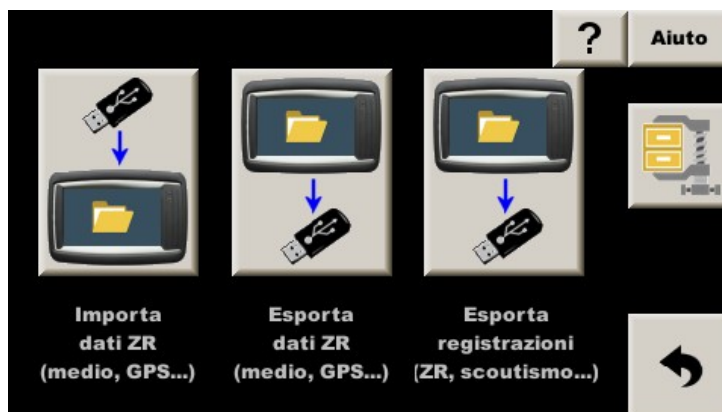 ? Aiuto
Importa
dati ZR
(medio, GPS...)
Esporta
dati ZR
(medio, GPS...)
Esporta
registrazioni
(ZR, scoutismo...)